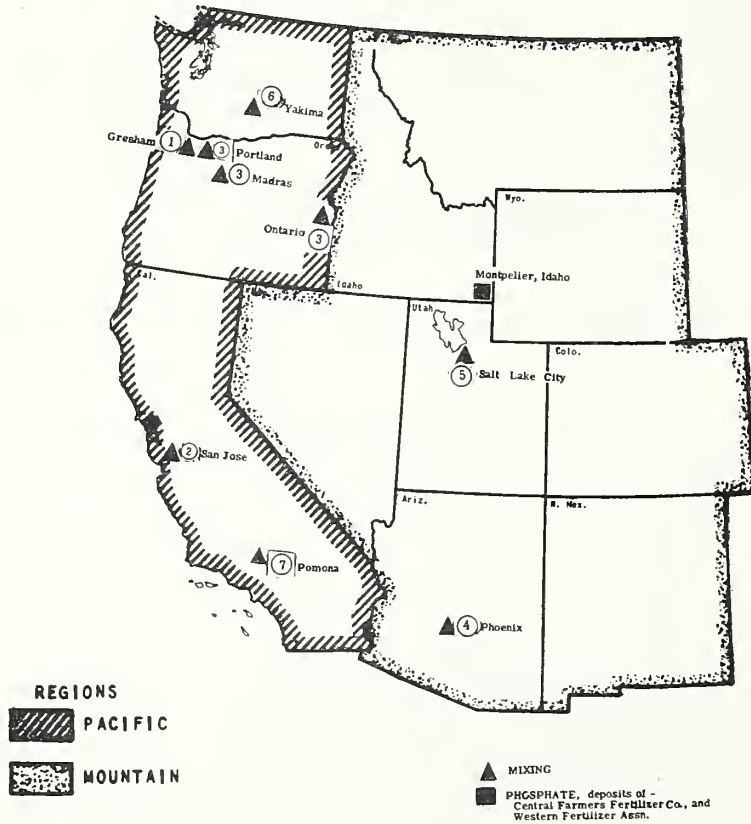 6 Yakima
Gresham 1
3 Portland
Ore.
3 Madras
Ontario
3
Wyo.
Montpelier, Idaho
Cal.
Idaho
Utah
Colo.
5 Salt Lake City
2 San Jose
Ariz.
N. Mex.
7 Pomona
4 Phoenix
REGIONS
PACIFIC
MOUNTAIN
MIXING
PHOSPHATE, deposits of -
Central Farmers Fertilizer Co., and
Western Fertilizer Assn.